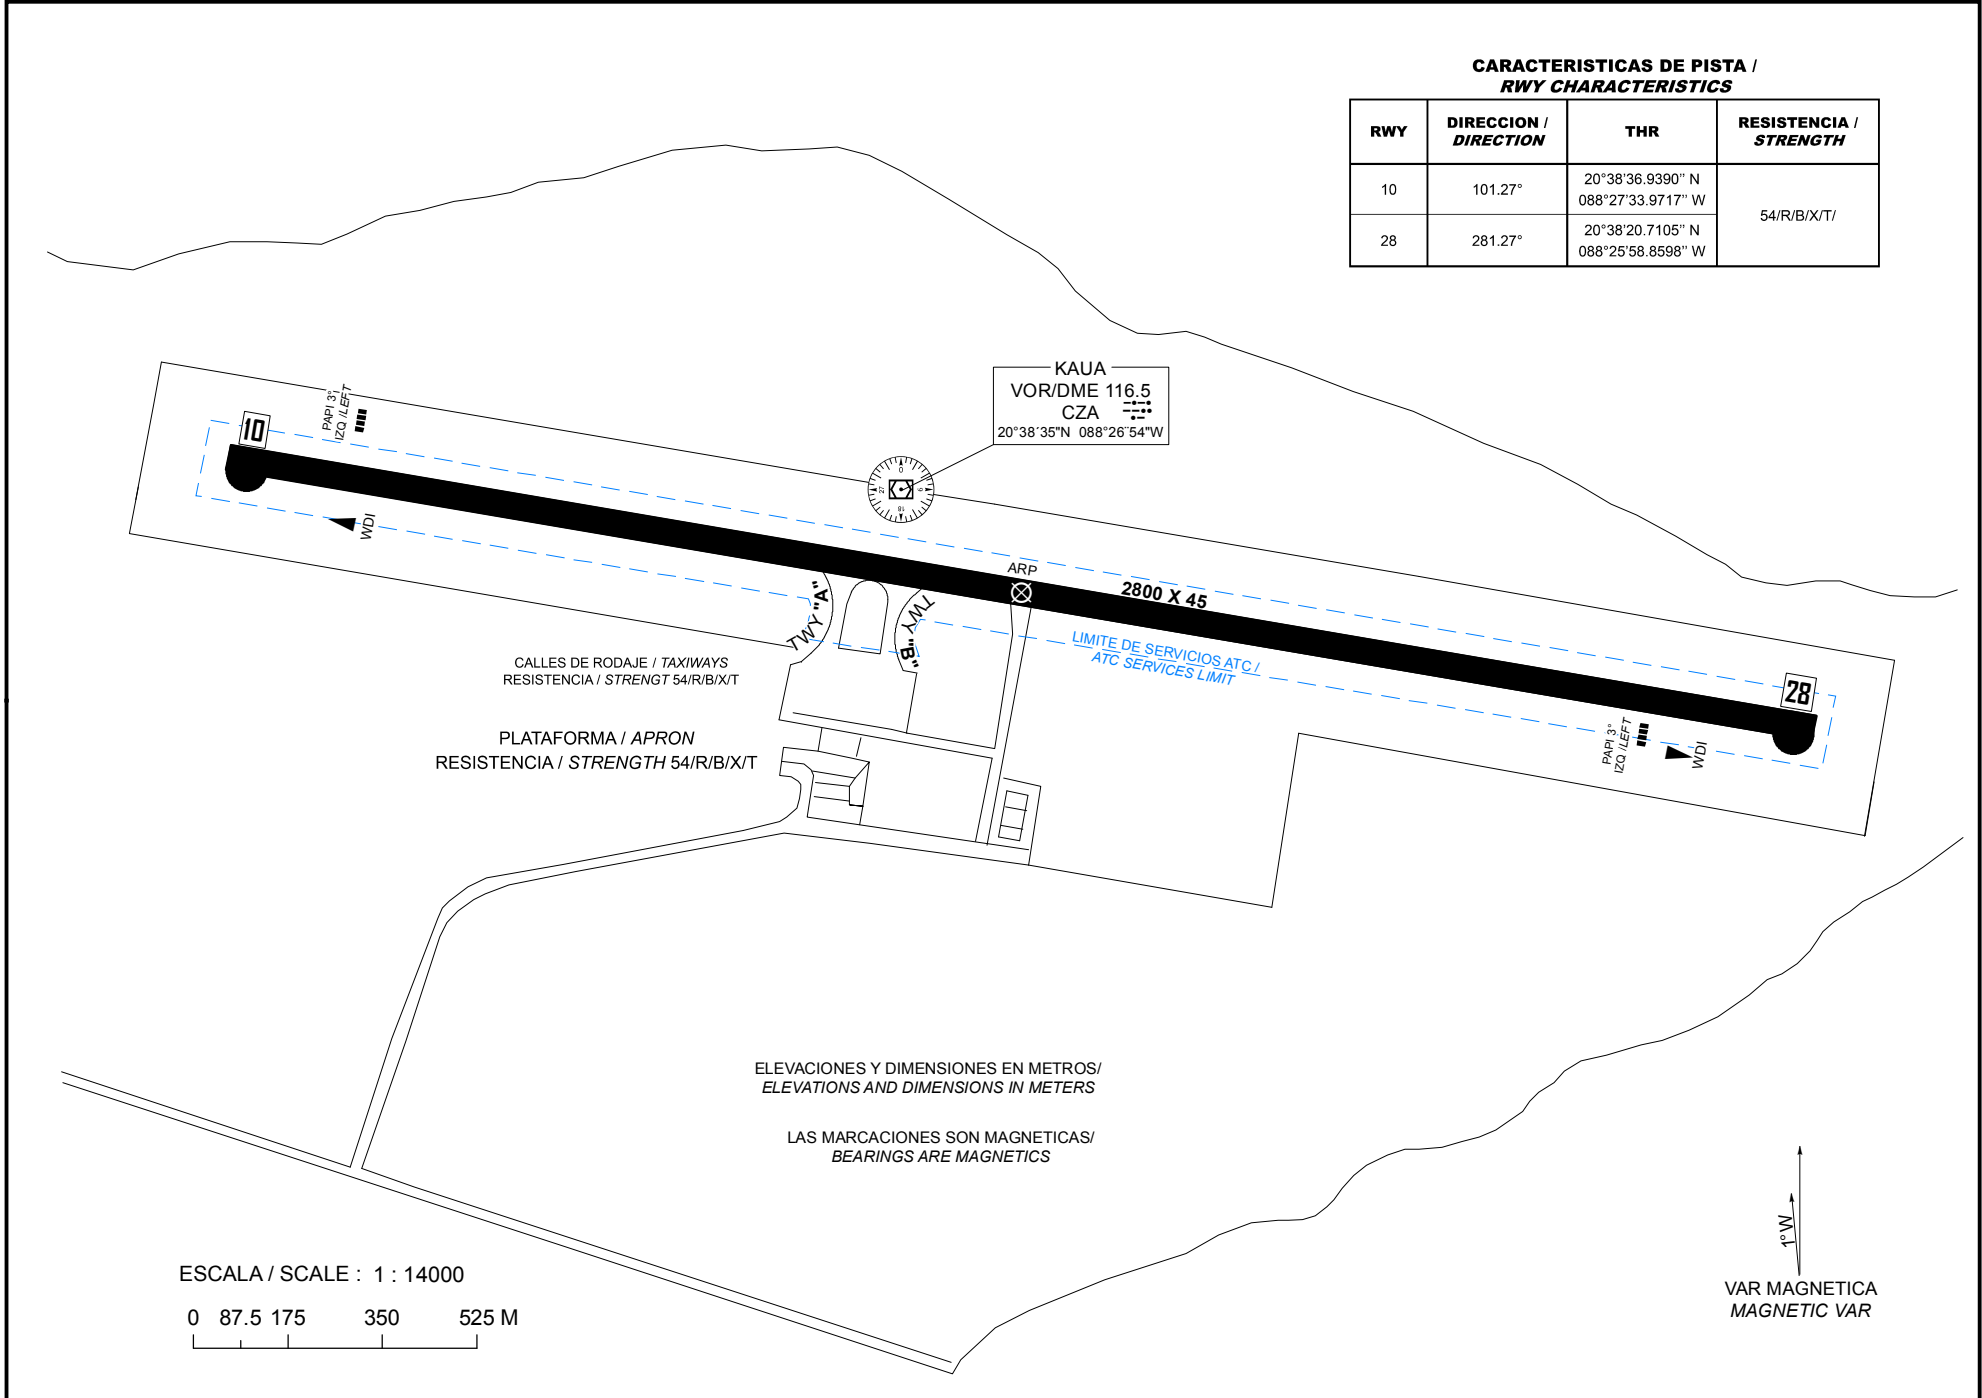 CARACTERISTICAS DE PISTA /
RWY CHARACTERISTICS
RWY
DIRECCION /
DIRECTION
THR
RESISTENCIA /
STRENGTH
10
101.27°
20°38'36.9390'' N
088°27'33.9717'' W
54/R/B/X/T/
28
281.27°
20°38'20.7105'' N
088°25'58.8598'' W
KAUA
VOR/DME 116.5
CZA
20°38´35"N 088°26¨54"W
PAPI 3°
IZQ /LEFT
10
0
9
18
27
WDI
ARP
2800 X 45
TWY "A"
TWY "B"
LIMITE DE SERVICIOS ATC /
ATC SERVICES LIMIT
CALLES DE RODAJE / TAXIWAYS
RESISTENCIA / STRENGT 54/R/B/X/T
28
PAPI 3°
IZQ /LEFT
WDI
PLATAFORMA / APRON
RESISTENCIA / STRENGTH 54/R/B/X/T
ELEVACIONES Y DIMENSIONES EN METROS/
ELEVATIONS AND DIMENSIONS IN METERS
LAS MARCACIONES SON MAGNETICAS/
BEARINGS ARE MAGNETICS
1° W
VAR MAGNETICA
MAGNETIC VAR
ESCALA / SCALE : 1 : 14000
0 87.5 175 350 525 M